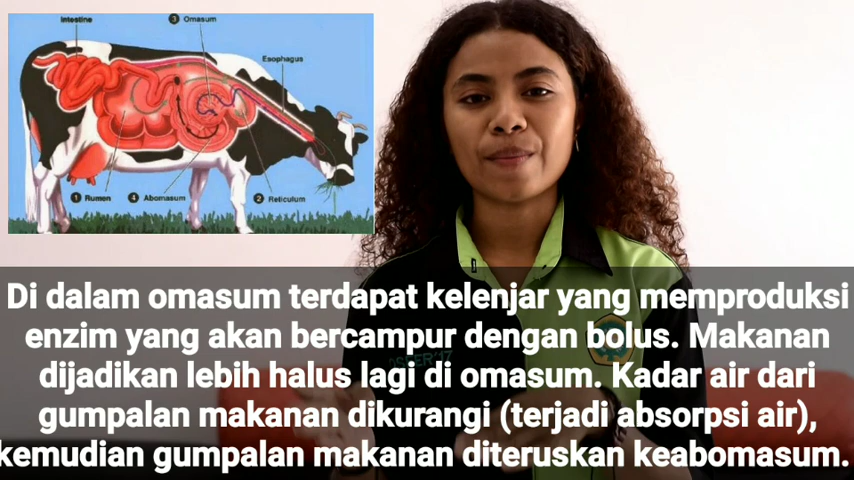 Intestine
3 Omasum
Esophagus
1 Rumen
4 Abomasum
2 Reticulum
Di dalam omasum terdapat kelenjar yang memproduksi
enzim yang akan bercampur dengan bolus. Makanan
dijadikan lebih halus lagi di omasum. Kadar air dari
gumpalan makanan dikurangi (terjadi absorpsi air),
kemudian gumpalan makanan diteruskan keabomasum.